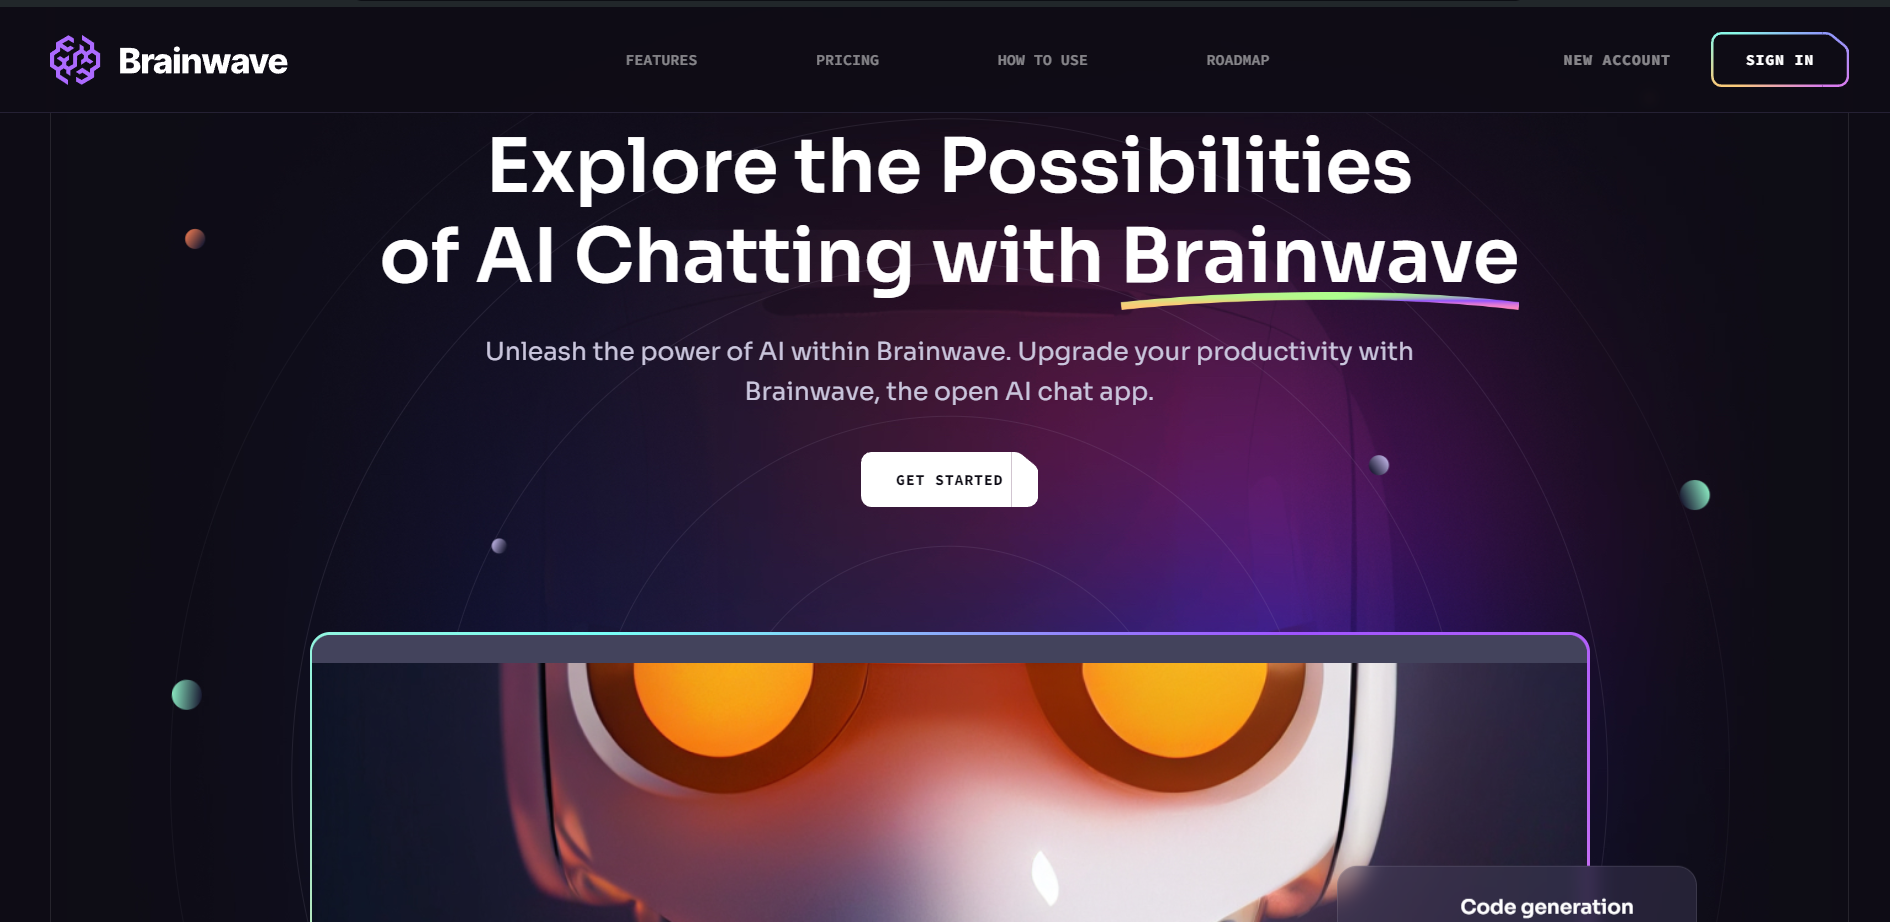 Brainwave
FEATURES
PRICING
HOW TO USE
ROADMAP
NEW ACCOUNT
SIGN IN
Explore the Possibilities
of AI Chatting with Brainwave
Unleash the power of AI within Brainwave. Upgrade your productivity with
Brainwave, the open AI chat app.
GET STARTED
Code generation